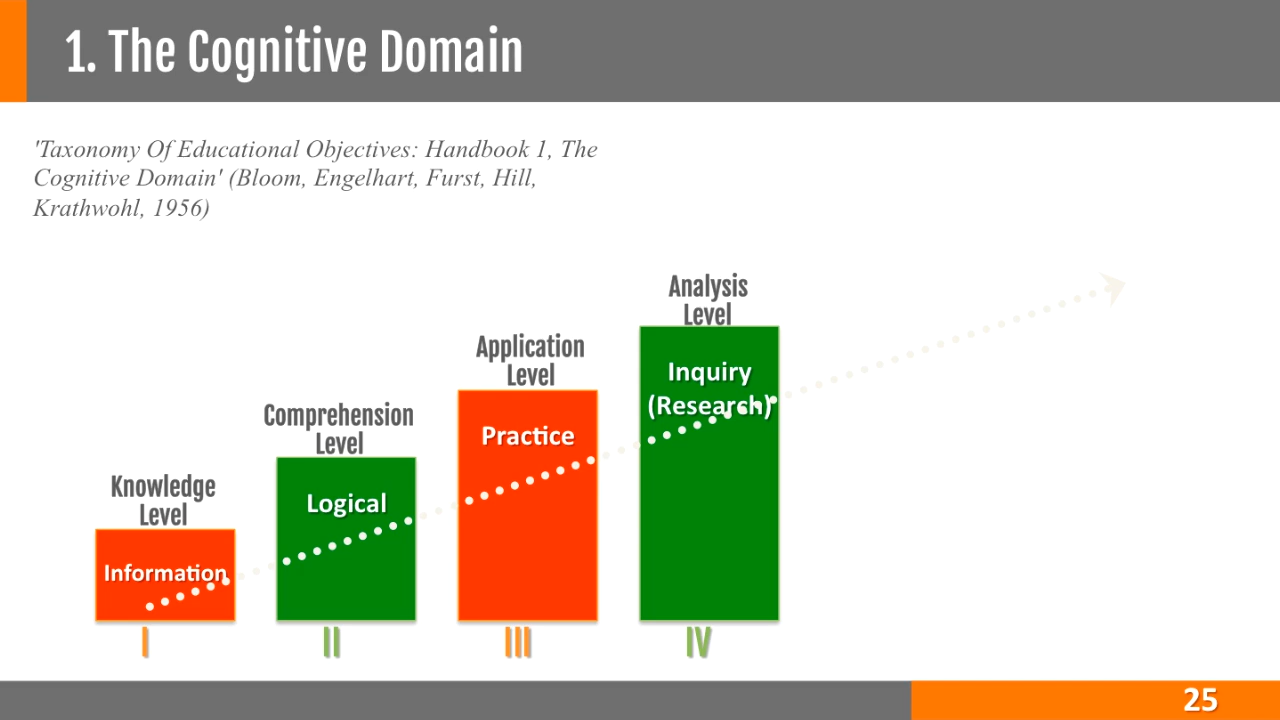 1. The Cognitive Domain
'Taxonomy Of Educational Objectives: Handbook 1, The
Cognitive Domain' (Bloom, Engelhart, Furst, Hill,
Krathwohl, 1956)
Knowledge
Level
Information
I
Comprehension
Level
Logical
II
Application
Level
Practice
III
Analysis
Level
Inquiry
(Research)
IV
25